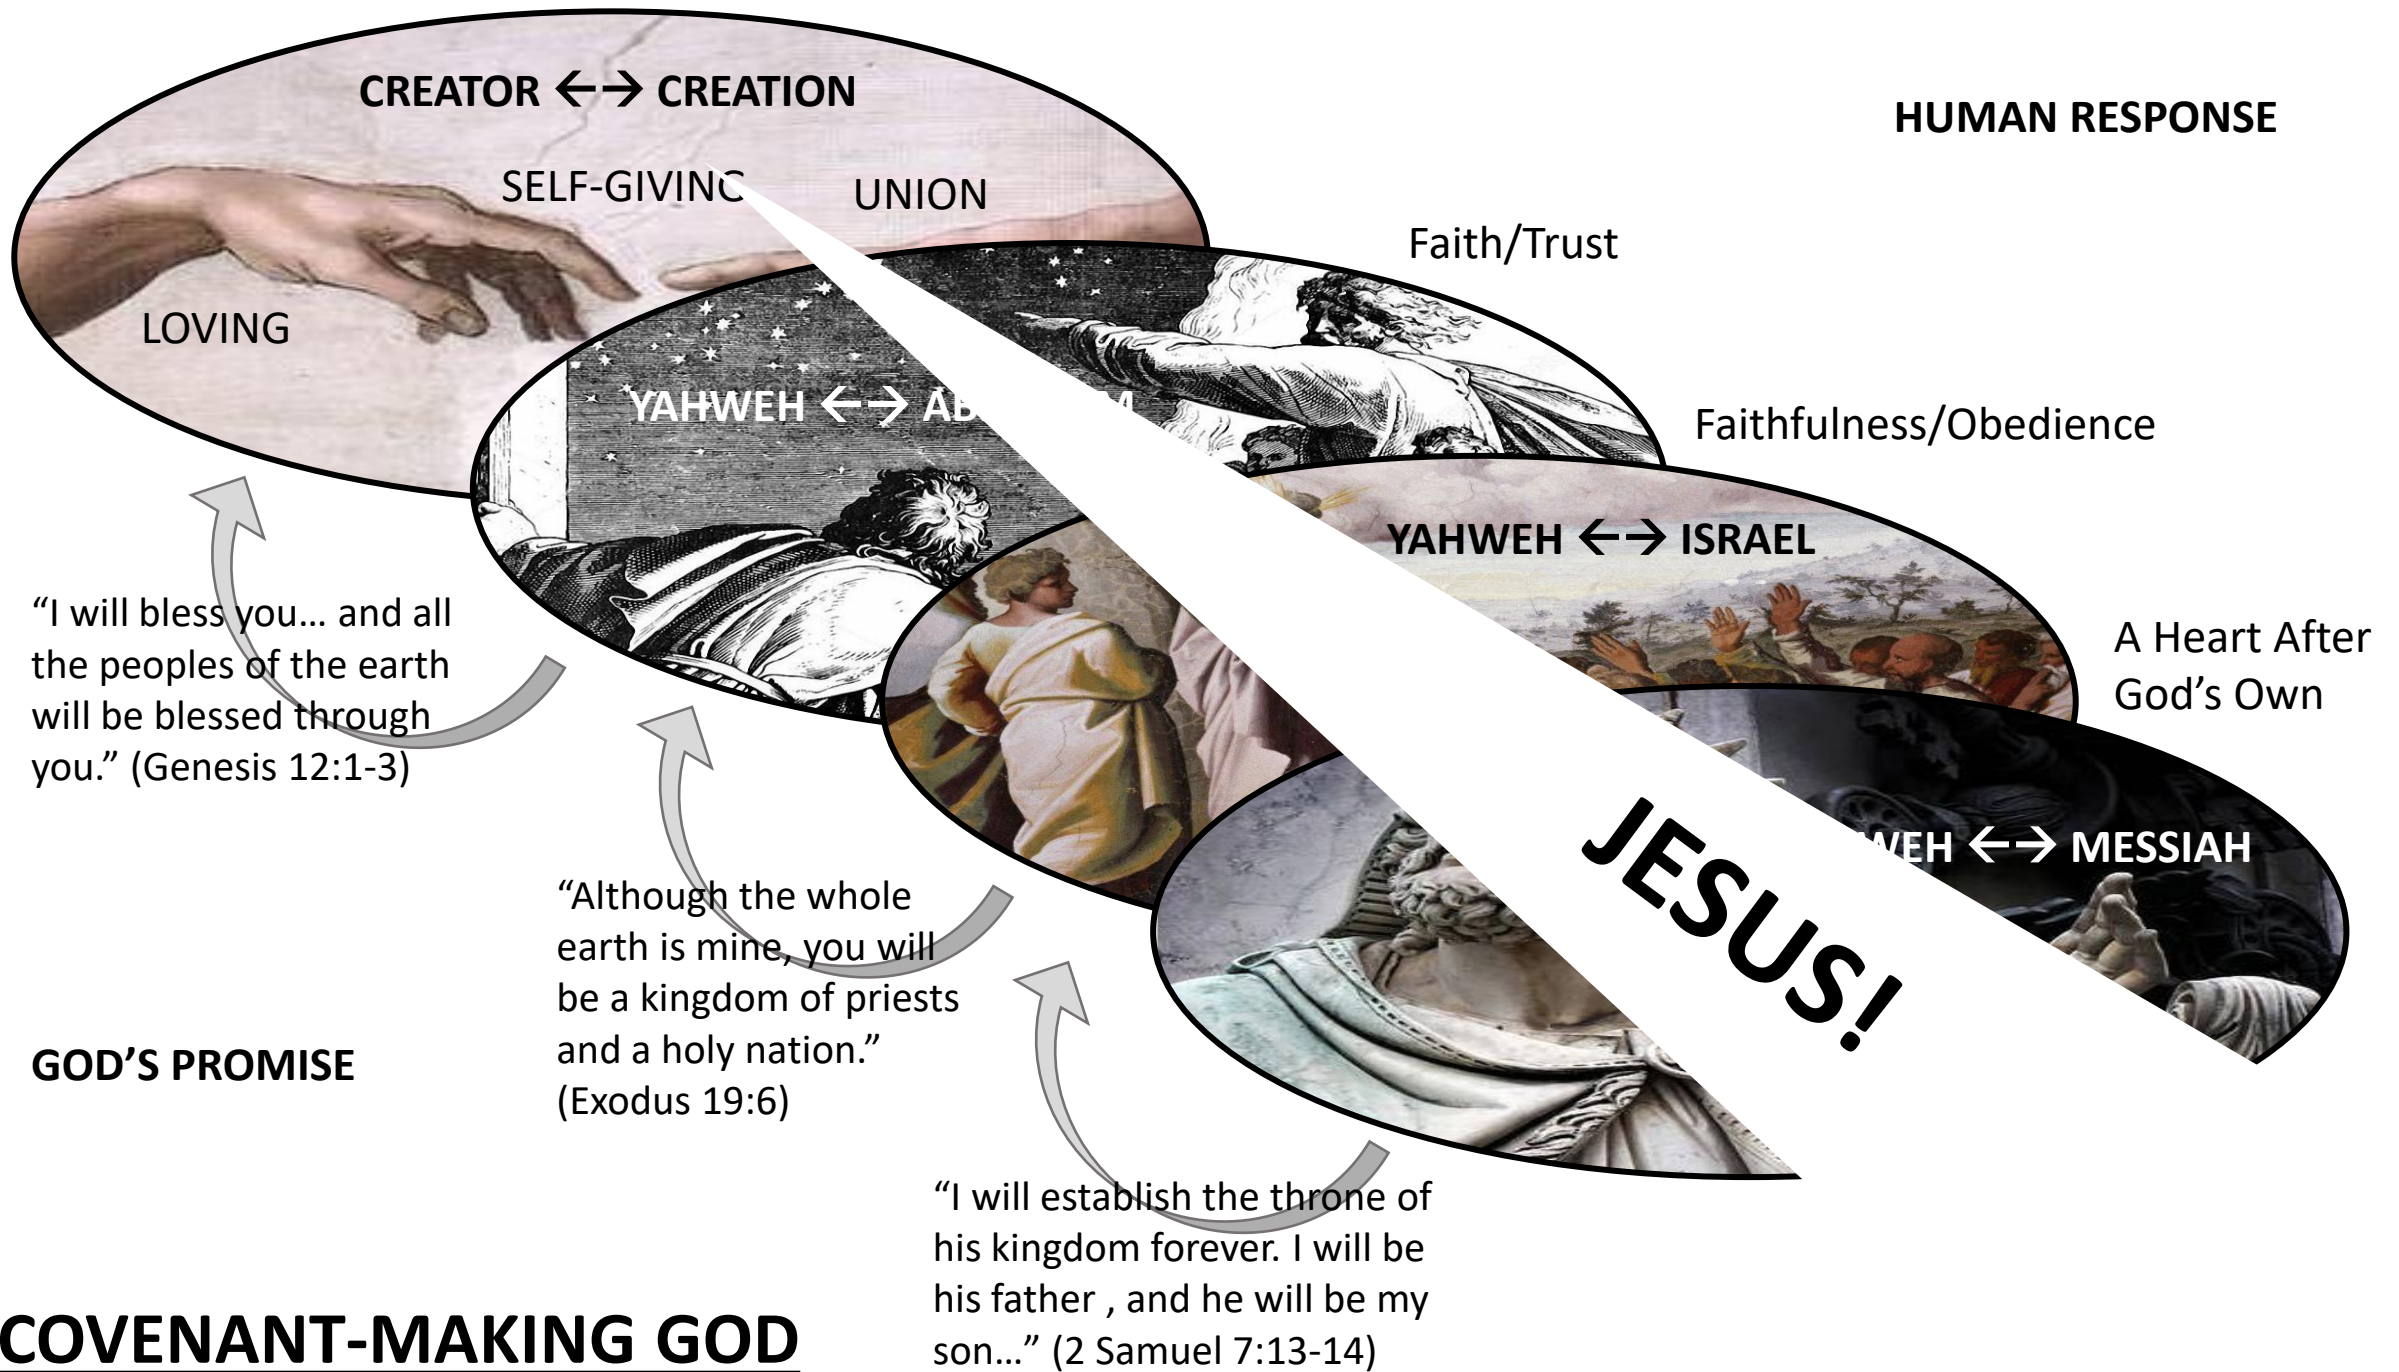 CREATOR ←→ CREATION
HUMAN RESPONSE
SELF-GIVING
UNION
LOVING
Faith/Trust
YAHWEH ←→
Faithfulness/Obedience
YAHWEH ←→ ISRAEL
“I will bless you… and all
the peoples of the earth
will be blessed through
you.” (Genesis 12:1-3)
A Heart After
God’s Own
←→ MESSIAH
JESUS!
“Although the whole
earth is mine, you will
be a kingdom of priests
and a holy nation.”
(Exodus 19:6)
GOD’S PROMISE
“I will establish the throne of
his kingdom forever. I will be
his father , and he will be my
son…” (2 Samuel 7:13-14)
COVENANT-MAKING GOD